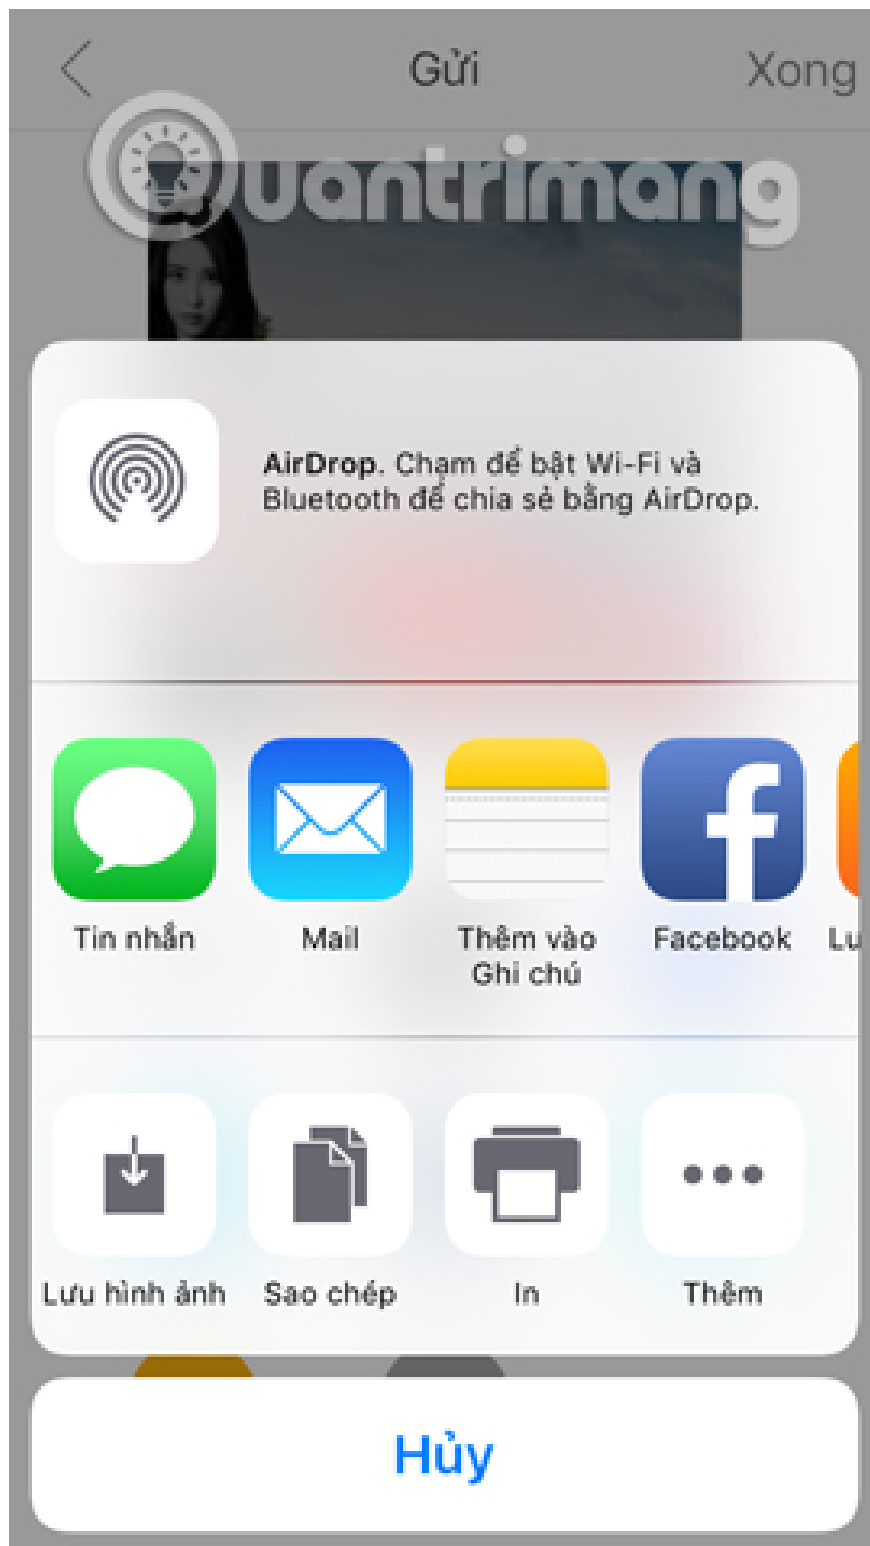 Gửi
Xong
Quantrimang
AirDrop. Chạm để bật Wi-Fi và
Bluetooth để chia sẻ bằng AirDrop.
Tin nhắn
Mail
Thêm vào
Ghi chú
Facebook
Lư
Lưu hình ảnh
Sao chép
In
Thêm
Hủy